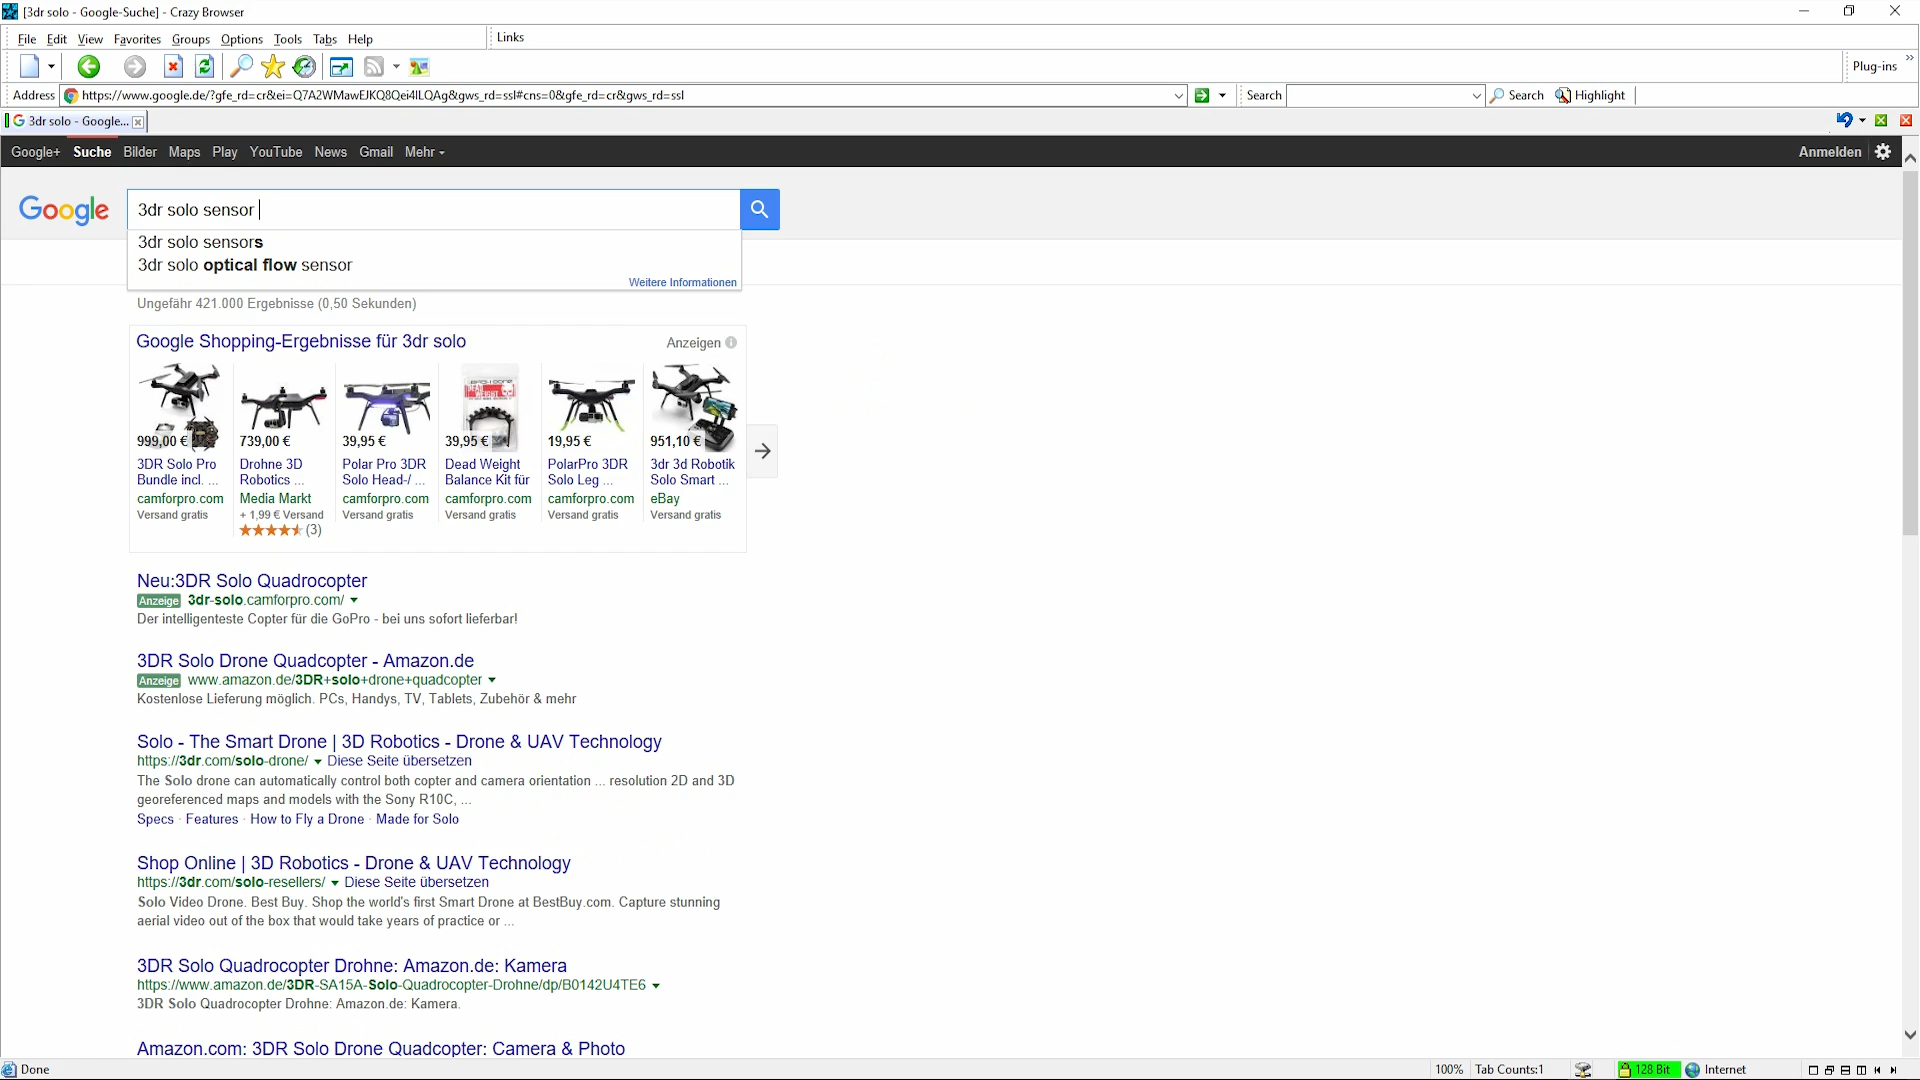 [3dr solo - Google-Suche] - Crazy Browser
File Edit View Favorites Groups Options Tools Tabs Help
Links
Plug-ins
Address https://www.google.de/?gfe_rd=cr&ei=Q7A2WMawEJKQ8Qei4ILQAg&gws_rd=ssl#cns=0&gfe_rd=cr&gws_rd=ssl
Search Search Highlight
3dr solo - Google...
Google+ Suche Bilder Maps Play YouTube News Gmail Mehr
Anmelden
Google
3dr solo sensor
3dr solo sensors
3dr solo optical flow sensor
Weitere Informationen
Ungefähr 421.000 Ergebnisse (0,50 Sekunden)
Google Shopping-Ergebnisse für 3dr solo
Anzeigen
999,00 €
3DR Solo Pro
Bundle incl. ...
camforpro.com
Versand gratis
739,00 €
Drohne 3D
Robotics ...
Media Markt
+ 1,99 € Versand
(3)
39,95 €
Polar Pro 3DR
Solo Head-/ ...
camforpro.com
Versand gratis
39,95 €
Dead Weight
Balance Kit für
camforpro.com
Versand gratis
19,95 €
PolarPro 3DR
Solo Leg ...
camforpro.com
Versand gratis
951,10 €
3dr 3d Robotik
Solo Smart ...
eBay
Versand gratis
Neu:3DR Solo Quadrocopter
Anzeige 3dr-solo.camforpro.com/
Der intelligenteste Copter für die GoPro - bei uns sofort lieferbar!
3DR Solo Drone Quadcopter - Amazon.de
Anzeige www.amazon.de/3DR+solo+drone+quadcopter
Kostenlose Lieferung möglich. PCs, Handys, TV, Tablets, Zubehör & mehr
Solo - The Smart Drone | 3D Robotics - Drone & UAV Technology
https://3dr.com/solo-drone/ Diese Seite übersetzen
The Solo drone can automatically control both copter and camera orientation ... resolution 2D and 3D
georeferenced maps and models with the Sony R10C, ...
Specs · Features · How to Fly a Drone · Made for Solo
Shop Online | 3D Robotics - Drone & UAV Technology
https://3dr.com/solo-resellers/ Diese Seite übersetzen
Solo Video Drone. Best Buy. Shop the world's first Smart Drone at BestBuy.com. Capture stunning
aerial video out of the box that would take years of practice or ...
3DR Solo Quadrocopter Drohne: Amazon.de: Kamera
https://www.amazon.de/3DR-SA15A-Solo-Quadrocopter-Drohne/dp/B0142U4TE6
3DR Solo Quadrocopter Drohne: Amazon.de: Kamera.
Amazon.com: 3DR Solo Drone Quadcopter: Camera & Photo
Done
100% Tab Counts:1 128 Bit Internet